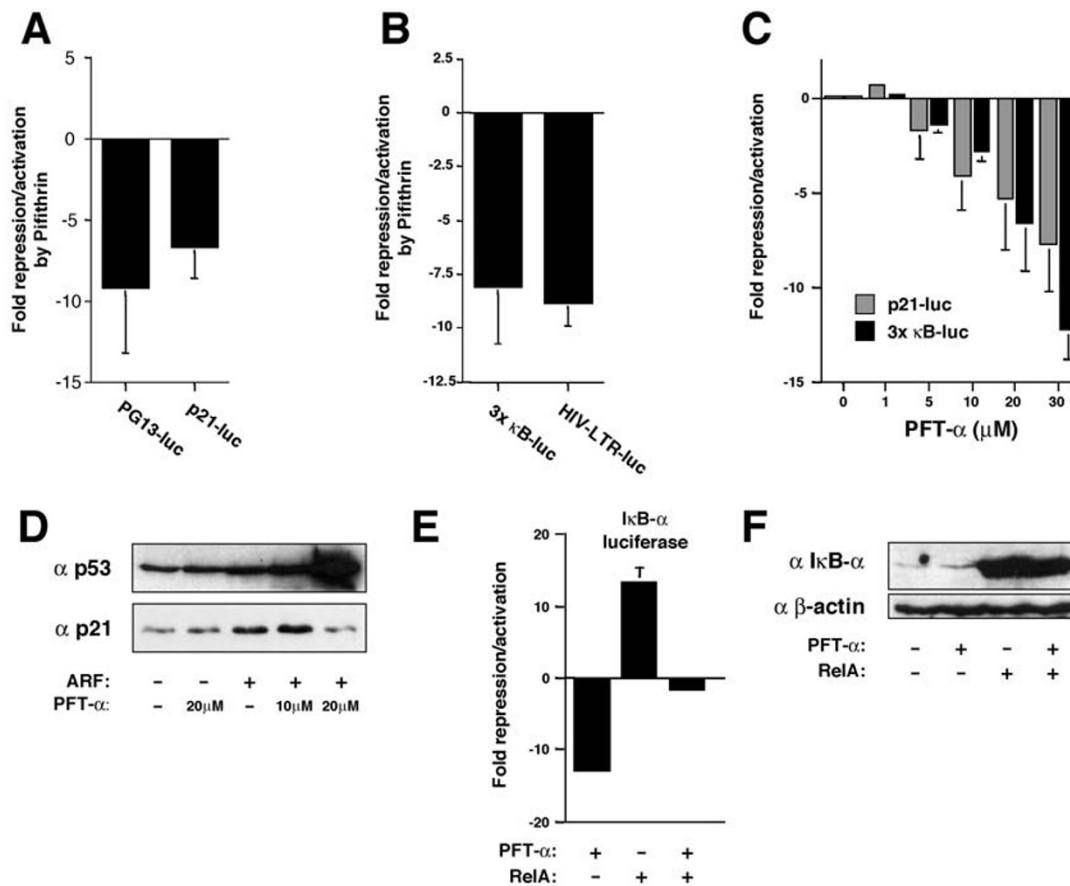 A
Fold repression/activation
by Pifithrin
5
0
-5
-10
-15
PG13-luc
p21-luc
B
Fold repression/activation
by Pifithrin
2.5
0
-2.5
-5
-7.5
-10
-12.5
3x κB-luc
HIV-LTR-luc
C
Fold repression/activation
0
-5
-10
-15
p21-luc
3x κB-luc
0 1 5 10 20 30
PFT-α (μM)
D
α p53
α p21
ARF: - - + + +
PFT-α: - 20μM - 10μM 20μM
E
IκB-α
luciferase
Fold repression/activation
20
10
0
-10
-20
PFT-α: + - +
RelA: - + +
F
α IκB-α
α β-actin
PFT-α: - + - +
RelA: - - + +